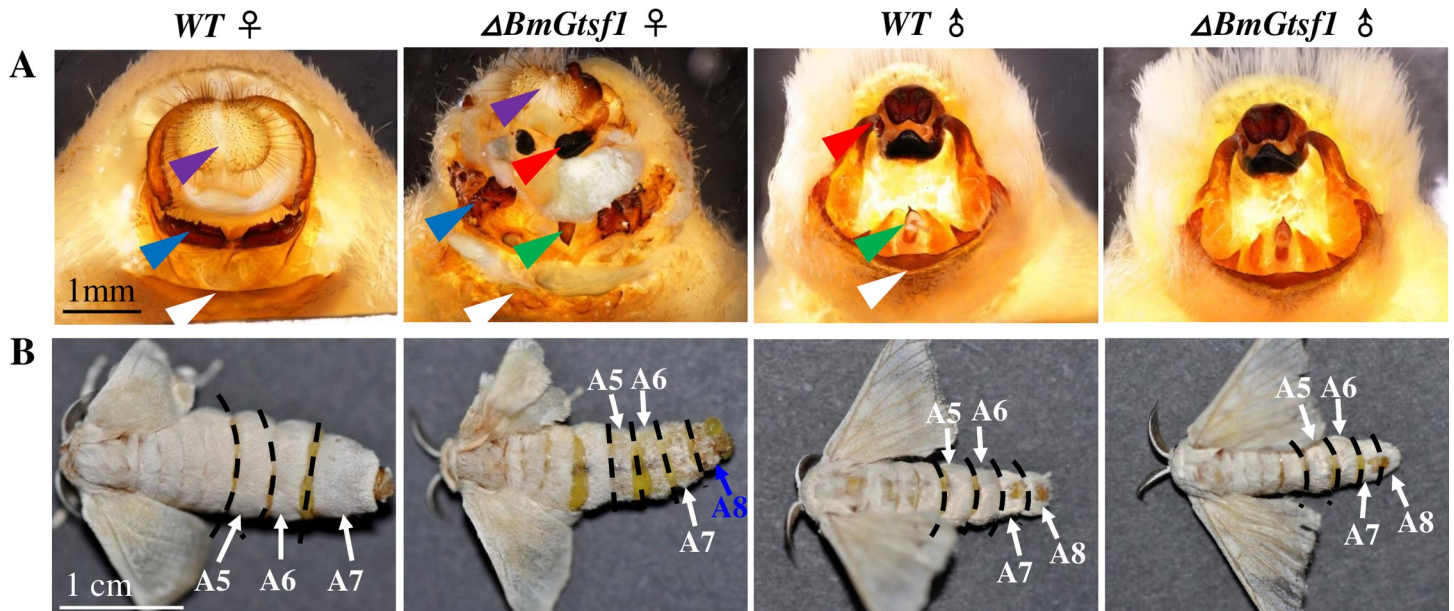 WT ♀ ΔBmGtsf1 ♀ WT ♂ ΔBmGtsf1 ♂
A
1mm
B
A5 A6 A7
1 cm
A5 A6
A7
A8
A5 A6
A7 A8
A5 A6
A7 A8